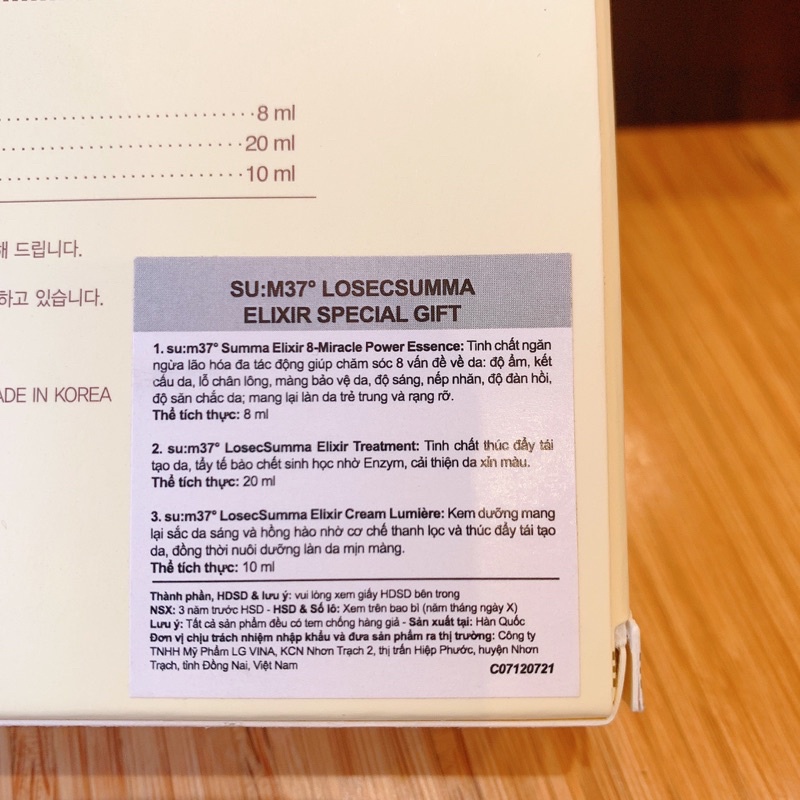 8 ml
20 ml
10 ml
해 드립니다.
하고 있습니다.
ADE IN KOREA
SU:M37° LOSECSUMMA
ELIXIR SPECIAL GIFT
1. su:m37° Summa Elixir 8-Miracle Power Essence: Tinh chất ngăn
ngừa lão hóa đa tác động giúp chăm sóc 8 vấn đề về da: độ ẩm, kết
cấu da, lỗ chân lông, màng bảo vệ da, độ sáng, nếp nhăn, độ đàn hồi,
độ săn chắc da; mang lại làn da trẻ trung và rạng rỡ.
Thể tích thực: 8 ml
2. su:m37° LosecSumma Elixir Treatment: Tinh chất thúc đẩy tái
tạo da, tẩy tế bào chết sinh học nhờ Enzym, cải thiện da xỉn màu.
Thể tích thực: 20 ml
3. su:m37° LosecSumma Elixir Cream Lumière: Kem dưỡng mang
lại sắc da sáng và hồng hào nhờ cơ chế thanh lọc và thúc đẩy tái tạo
da, đồng thời nuôi dưỡng làn da mịn màng.
Thể tích thực: 10 ml
Thành phần, HDSD & lưu ý: vui lòng xem giấy HDSD bên trong
NSX: 3 năm trước HSD - HSD & Số lô: Xem trên bao bì (năm tháng ngày X)
Lưu ý: Tất cả sản phẩm đều có tem chống hàng giả - Sản xuất tại: Hàn Quốc
Đơn vị chịu trách nhiệm nhập khẩu và đưa sản phẩm ra thị trường: Công ty
TNHH Mỹ Phẩm LG VINA, KCN Nhơn Trạch 2, thị trấn Hiệp Phước, huyện Nhơn
Trạch, tỉnh Đồng Nai, Việt Nam
C07120721